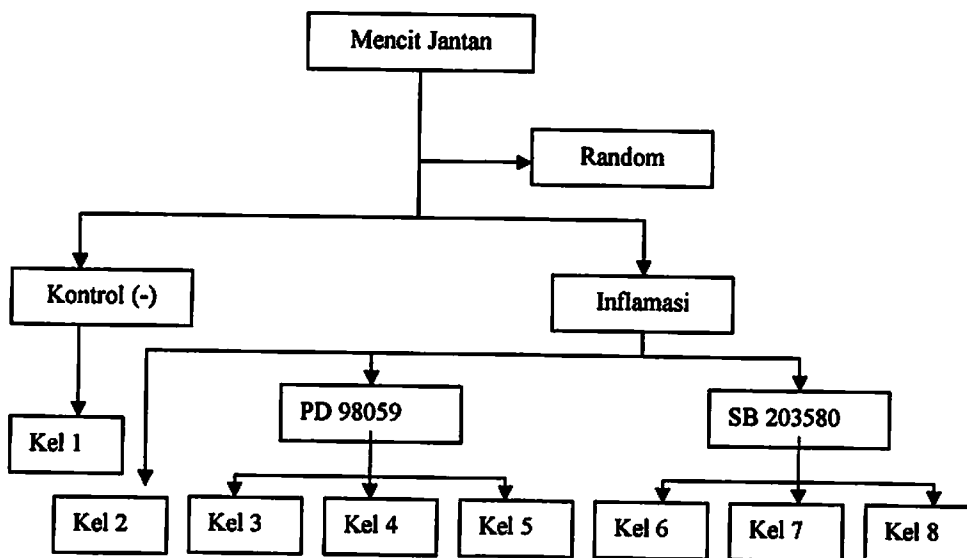 Mencit Jantan
Random
Kontrol (-)
Inflamasi
PD 98059
SB 203580
Kel 1
Kel 2
Kel 3
Kel 4
Kel 5
Kel 6
Kel 7
Kel 8